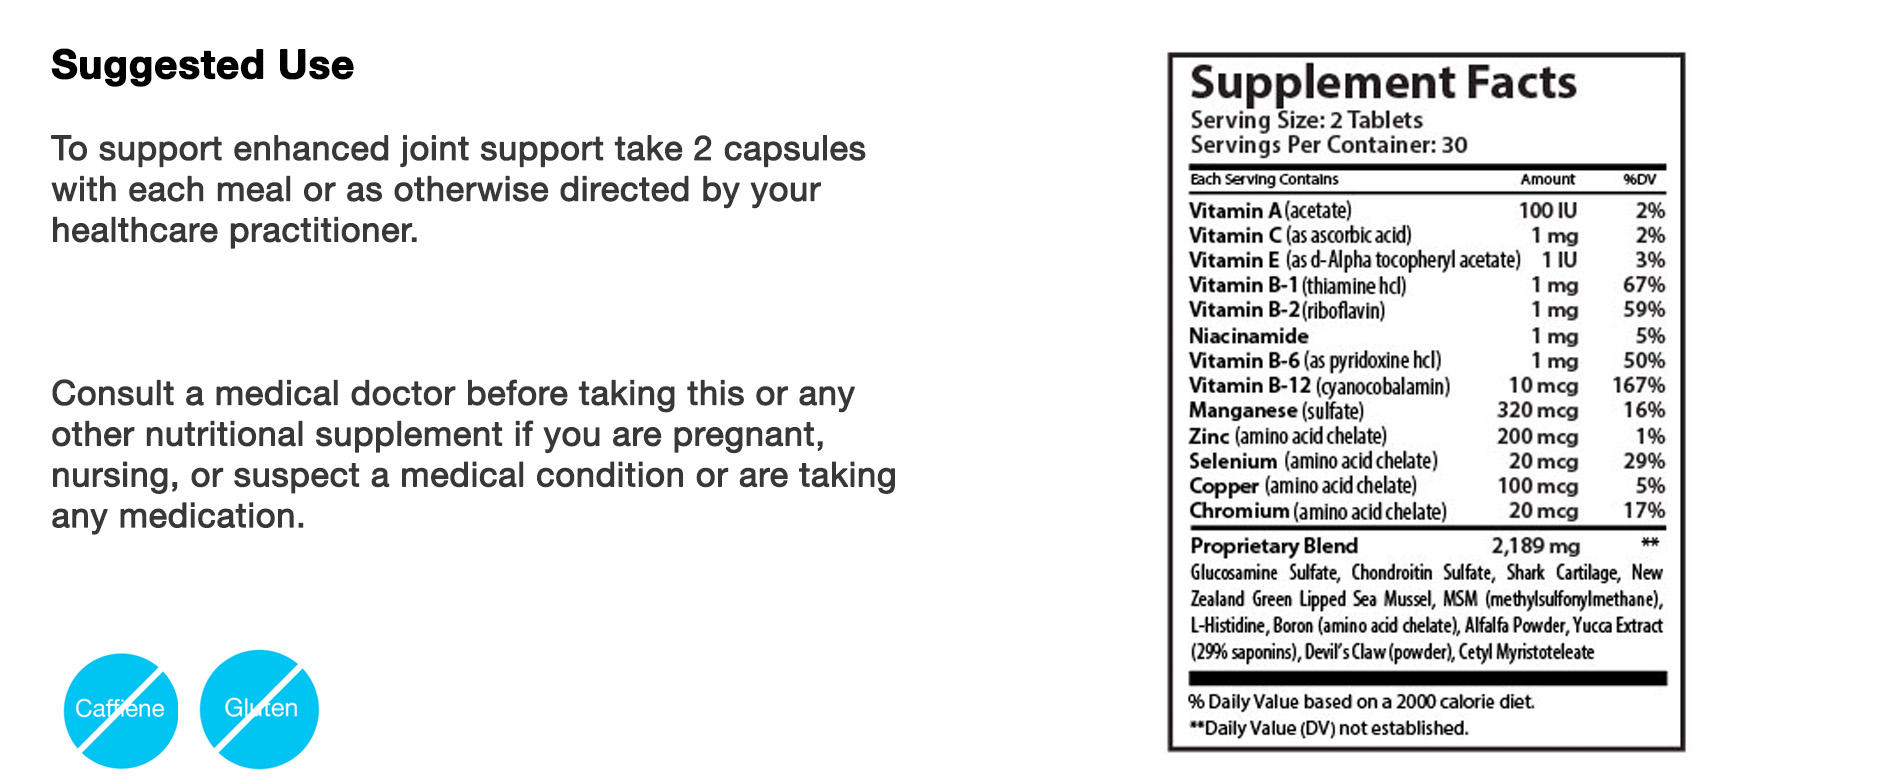 Suggested Use
To support enhanced joint support take 2 capsules
with each meal or as otherwise directed by your
healthcare practitioner.
Consult a medical doctor before taking this or any
other nutritional supplement if you are pregnant,
nursing, or suspect a medical condition or are taking
any medication.
Caffiene
Gluten
Supplement Facts
Serving Size: 2 Tablets
Servings Per Container: 30
Each Serving Contains Amount %DV
Vitamin A (acetate) 100 IU 2%
Vitamin C (as ascorbic acid) 1 mg 2%
Vitamin E (as d-Alpha tocopheryl acetate) 1 IU 3%
Vitamin B-1 (thiamine hcl) 1 mg 67%
Vitamin B-2 (riboflavin) 1 mg 59%
Niacinamide 1 mg 5%
Vitamin B-6 (as pyridoxine hcl) 1 mg 50%
Vitamin B-12 (cyanocobalamin) 10 mcg 167%
Manganese (sulfate) 320 mcg 16%
Zinc (amino acid chelate) 200 mcg 1%
Selenium (amino acid chelate) 20 mcg 29%
Copper (amino acid chelate) 100 mcg 5%
Chromium (amino acid chelate) 20 mcg 17%
Proprietary Blend 2,189 mg **
Glucosamine Sulfate, Chondroitin Sulfate, Shark Cartilage, New
Zealand Green Lipped Sea Mussel, MSM (methylsulfonylmethane),
L-Histidine, Boron (amino acid chelate), Alfalfa Powder, Yucca Extract
(29% saponins), Devil's Claw (powder), Cetyl Myristoteleate
% Daily Value based on a 2000 calorie diet.
**Daily Value (DV) not established.